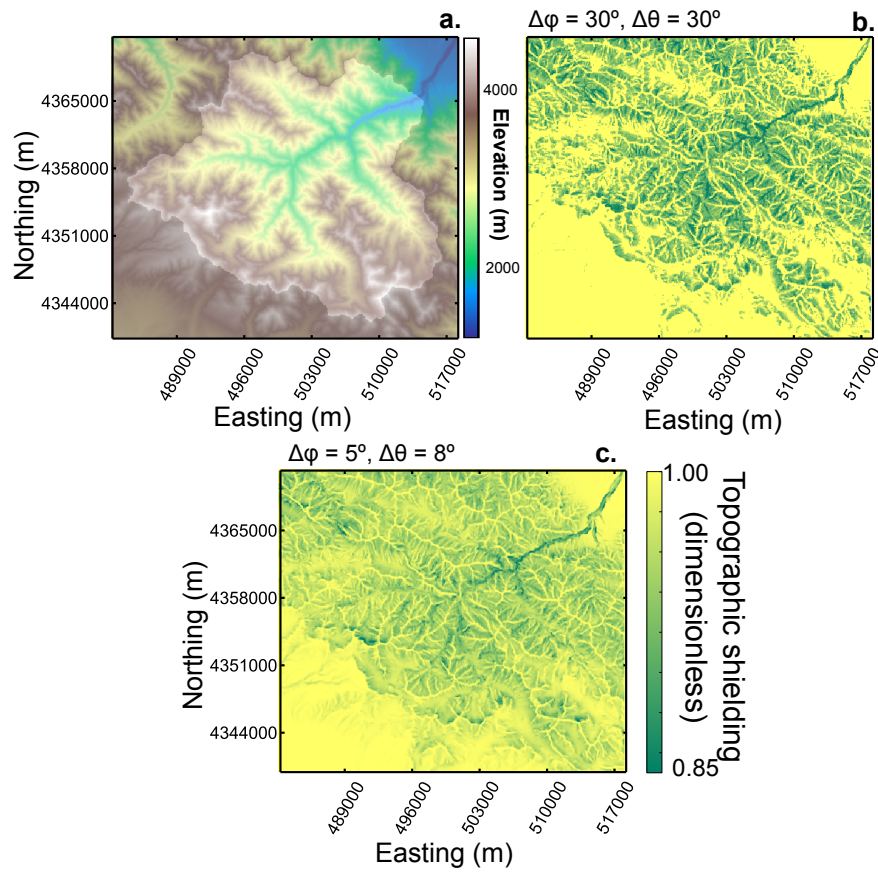 a.
4365000
4358000
4351000
4344000
Northing (m)
489000
496000
503000
510000
517000
Easting (m)
4000
2000
Elevation (m)
Δφ = 30º, Δθ = 30º
b.
489000
496000
503000
510000
517000
Easting (m)
Δφ = 5º, Δθ = 8º
c.
4365000
4358000
4351000
4344000
Northing (m)
489000
496000
503000
510000
517000
Easting (m)
1.00
0.85
Topographic shielding
(dimensionless)